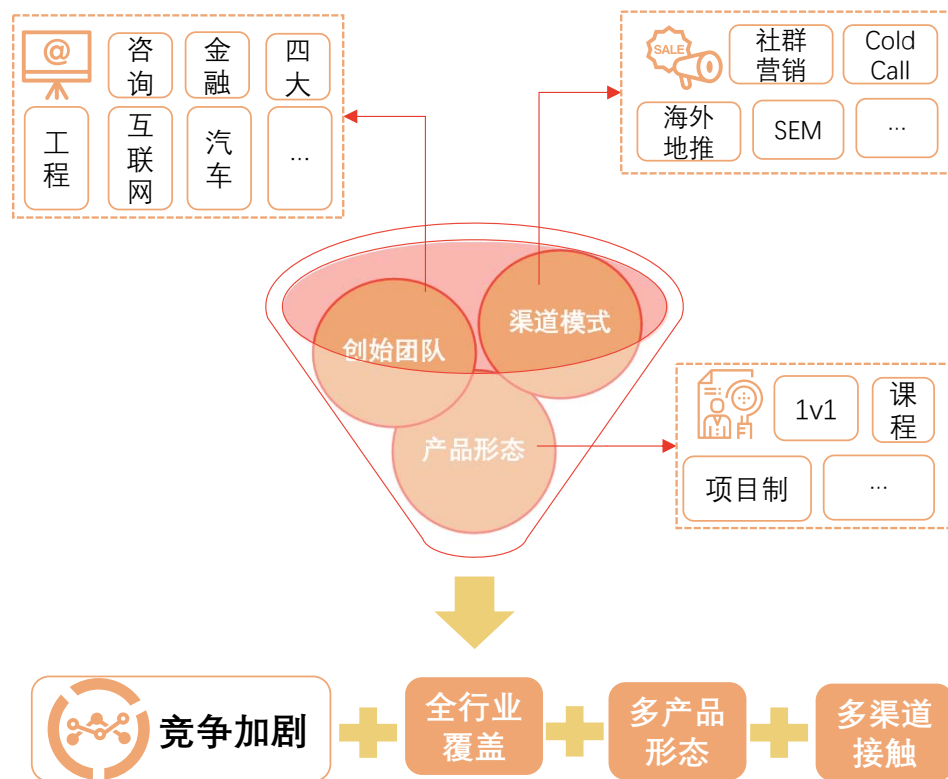 @
咨询
金融
四大
工程
互联网
汽车
...
SALE
社群
营销
Cold
Call
海外
地推
SEM
...
创始团队
渠道模式
产品形态
1v1
课程
项目制
...
竞争加剧
全行业
覆盖
多产品
形态
多渠道
接触